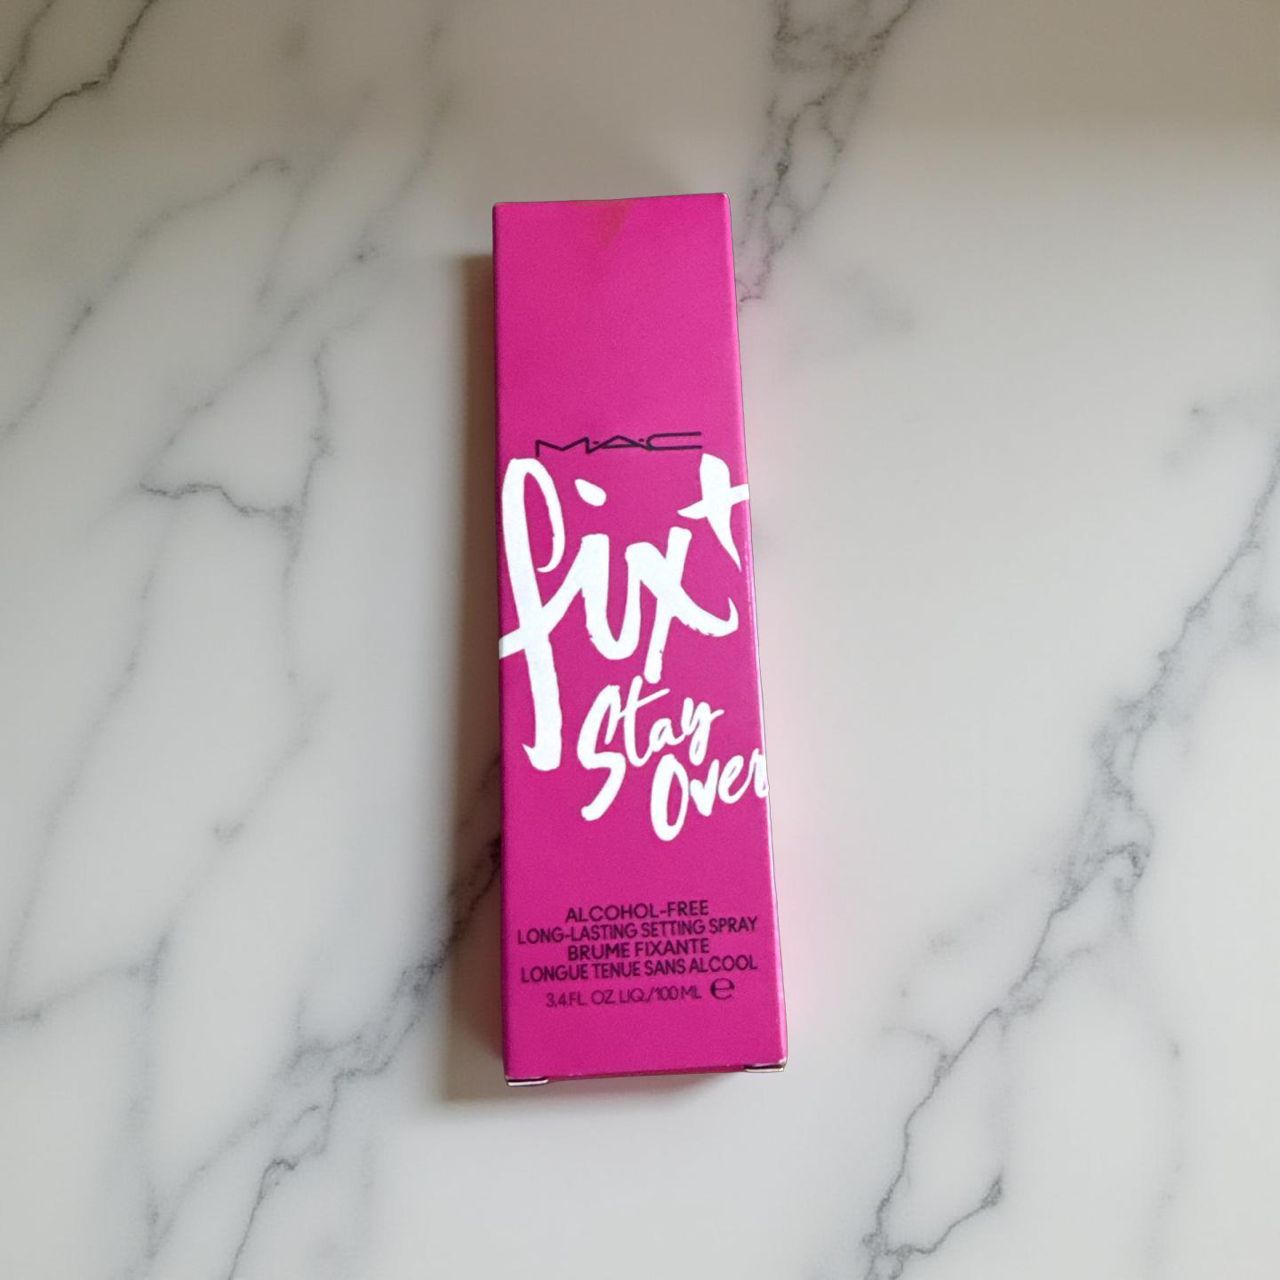 M·A·C
fix+
Stay
Over
ALCOHOL-FREE
LONG-LASTING SETTING SPRAY
BRUME FIXANTE
LONGUE TENUE SANS ALCOOL
3.4 FL. OZ. LIQ./100 ML ℮